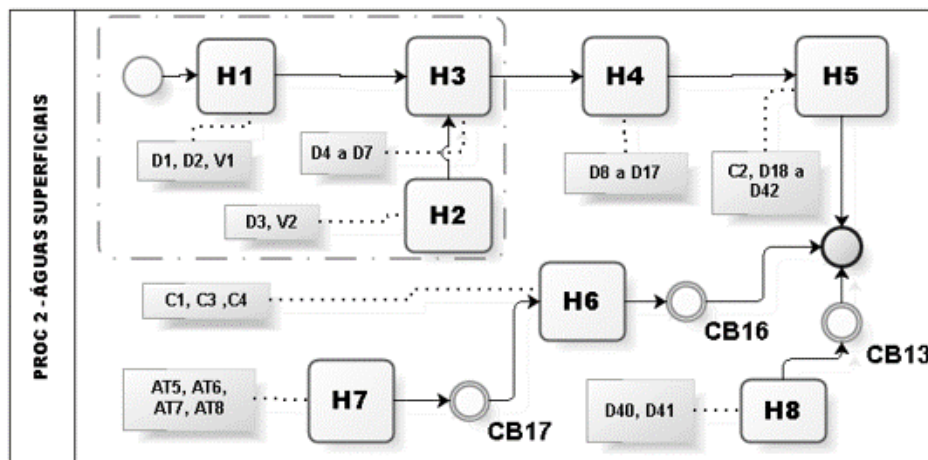 PROC 2 -ÁGUAS SUPERFICIAIS
H1
H3
H4
H5
D1, D2, V1
D4 a D7
D8 a D17
C2, D18 a
D42
D3, V2
H2
C1, C3 ,C4
H6
CB16
CB13
AT5, AT6,
AT7, AT8
H7
CB17
D40, D41
H8